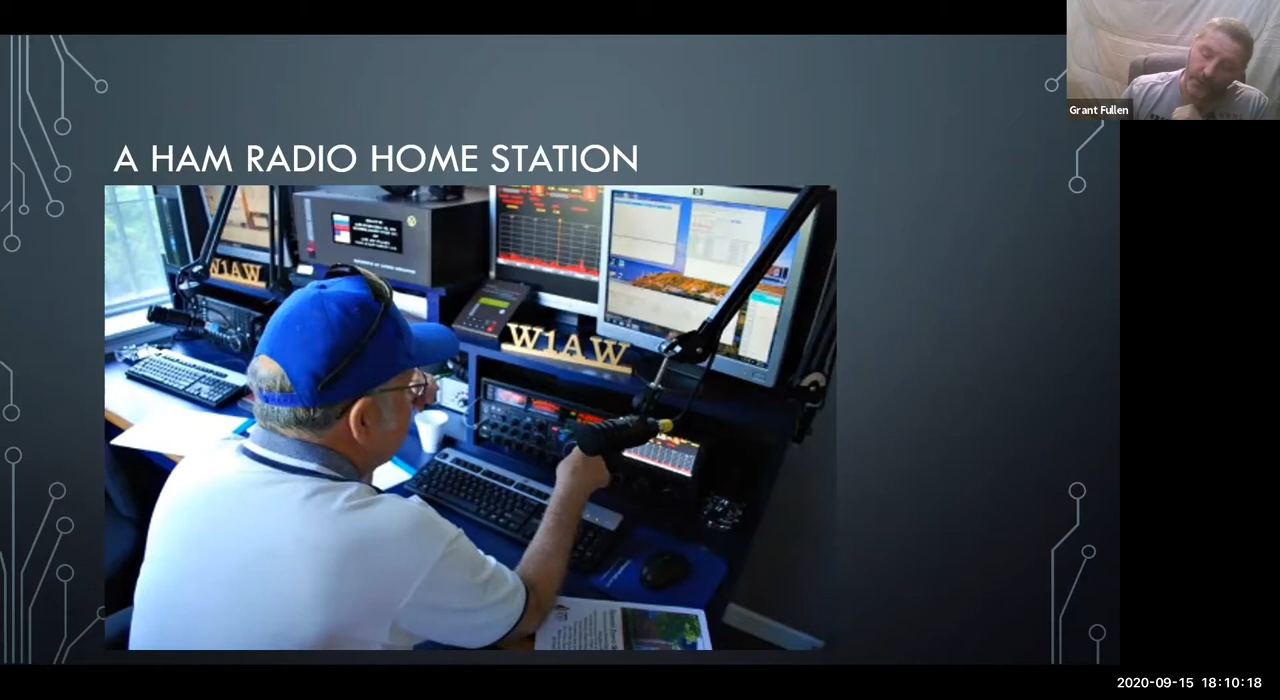 Grant Fullen
A HAM RADIO HOME STATION
W1AW
W1AW
2020-09-15 18:10:18